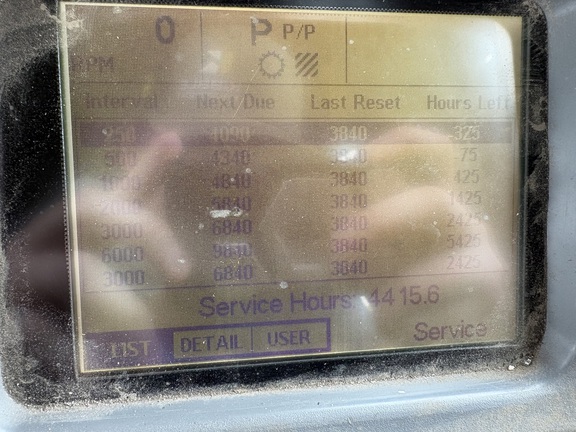 0 P P/P
RPM
Interval Next Due Last Reset Hours Left
250 4090 3840 325
500 4340 3840 75
1000 4840 3840 425
2000 5840 3840 1425
3000 6840 3840 2425
6000 9840 3840 5425
3000 6840 3840 2425
Service Hours: 4415.6
LIST DETAIL USER Service